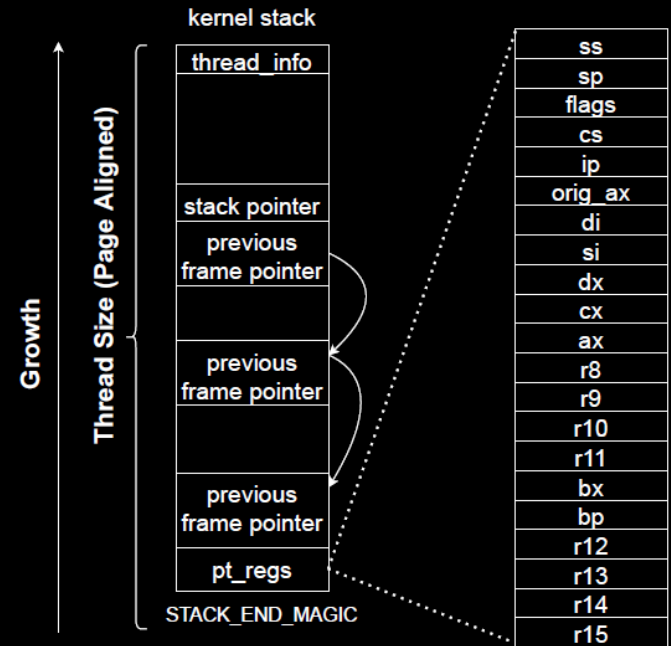 kernel stack
thread_info
stack pointer
previous
frame pointer
previous
frame pointer
previous
frame pointer
pt_regs
STACK_END_MAGIC
Growth
Thread Size (Page Aligned)
ss
sp
flags
cs
ip
orig_ax
di
si
dx
cx
ax
r8
r9
r10
r11
bx
bp
r12
r13
r14
r15